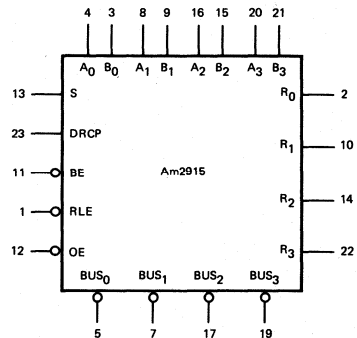 4 3 8 9 16 15 20 21
A0 B0 A1 B1 A2 B2 A3 B3
13 S R0 2
23 DRCP
R1 10
11 BE Am2915
R2 14
1 RLE
12 OE R3 22
BUS0 BUS1 BUS2 BUS3
5 7 17 19